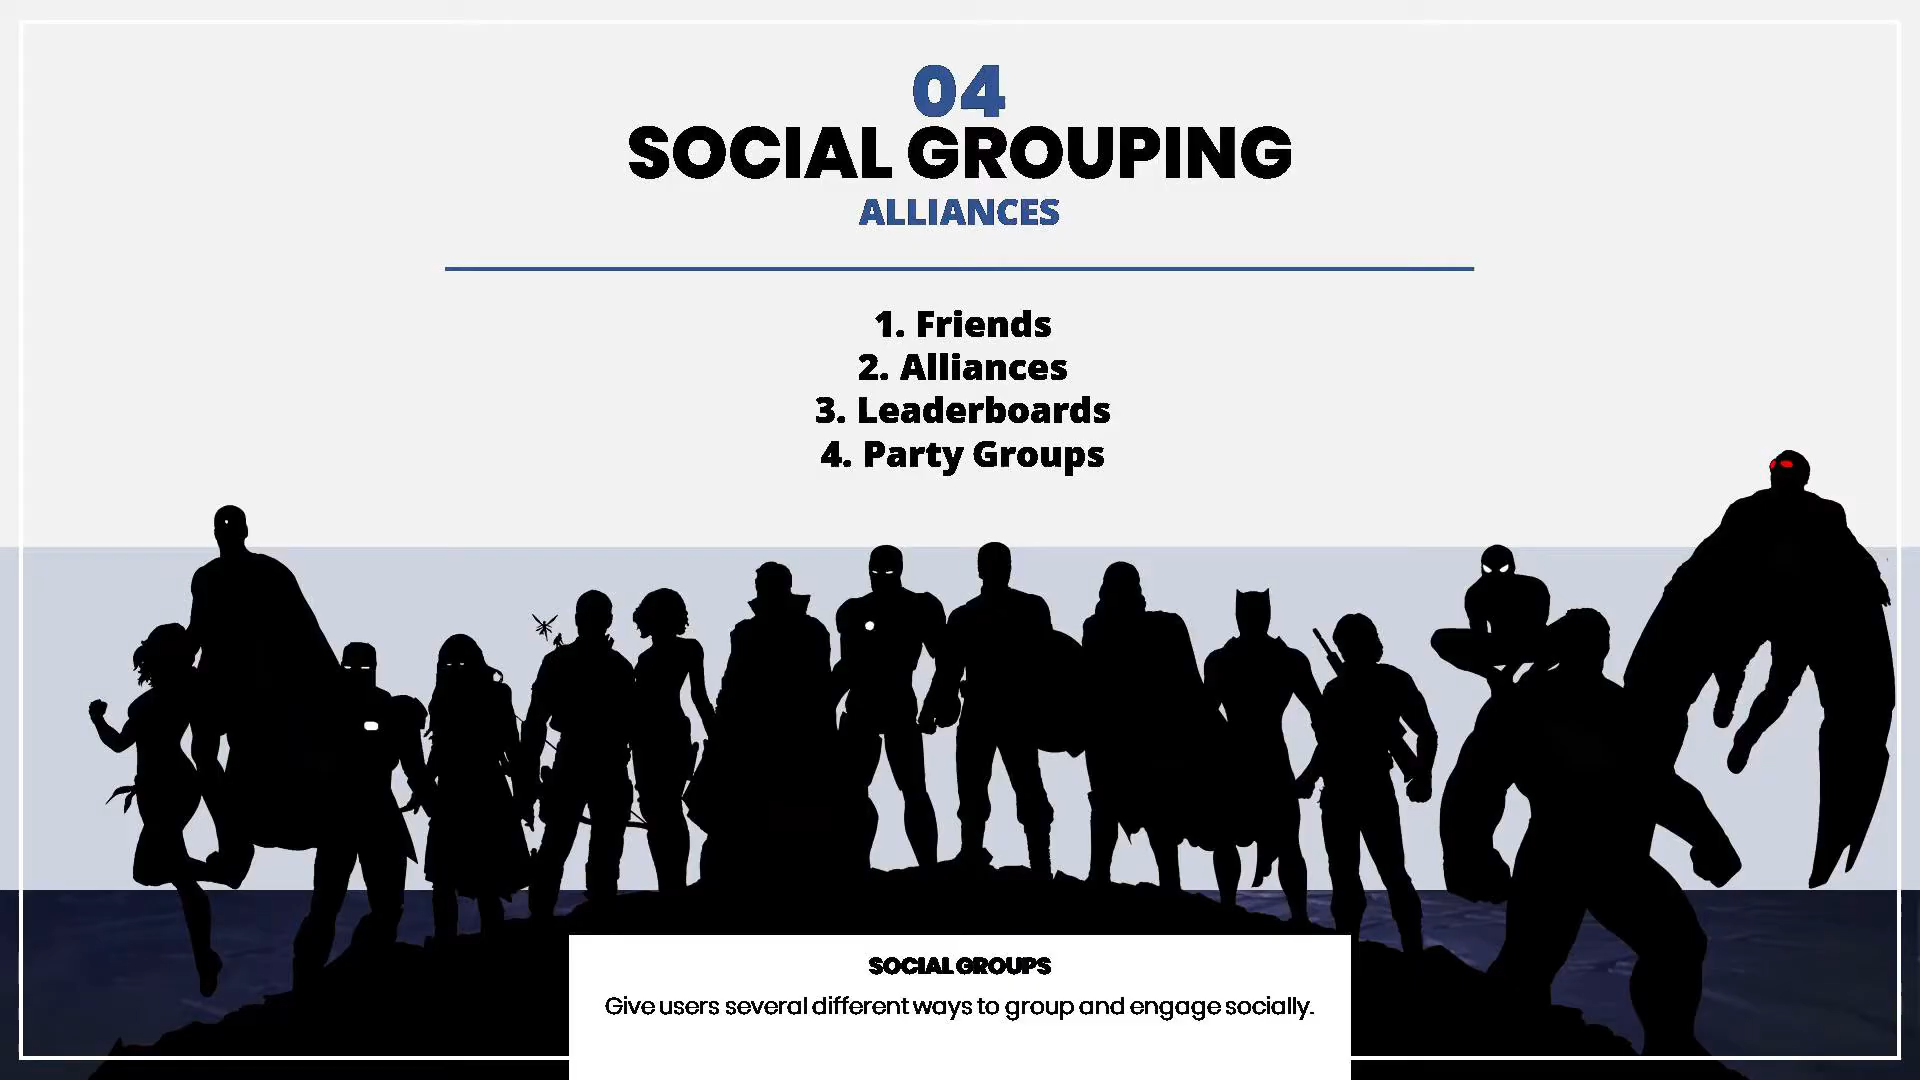 04
SOCIAL GROUPING
ALLIANCES
1. Friends
2. Alliances
3. Leaderboards
4. Party Groups
SOCIAL GROUPS
Give users several different ways to group and engage socially.